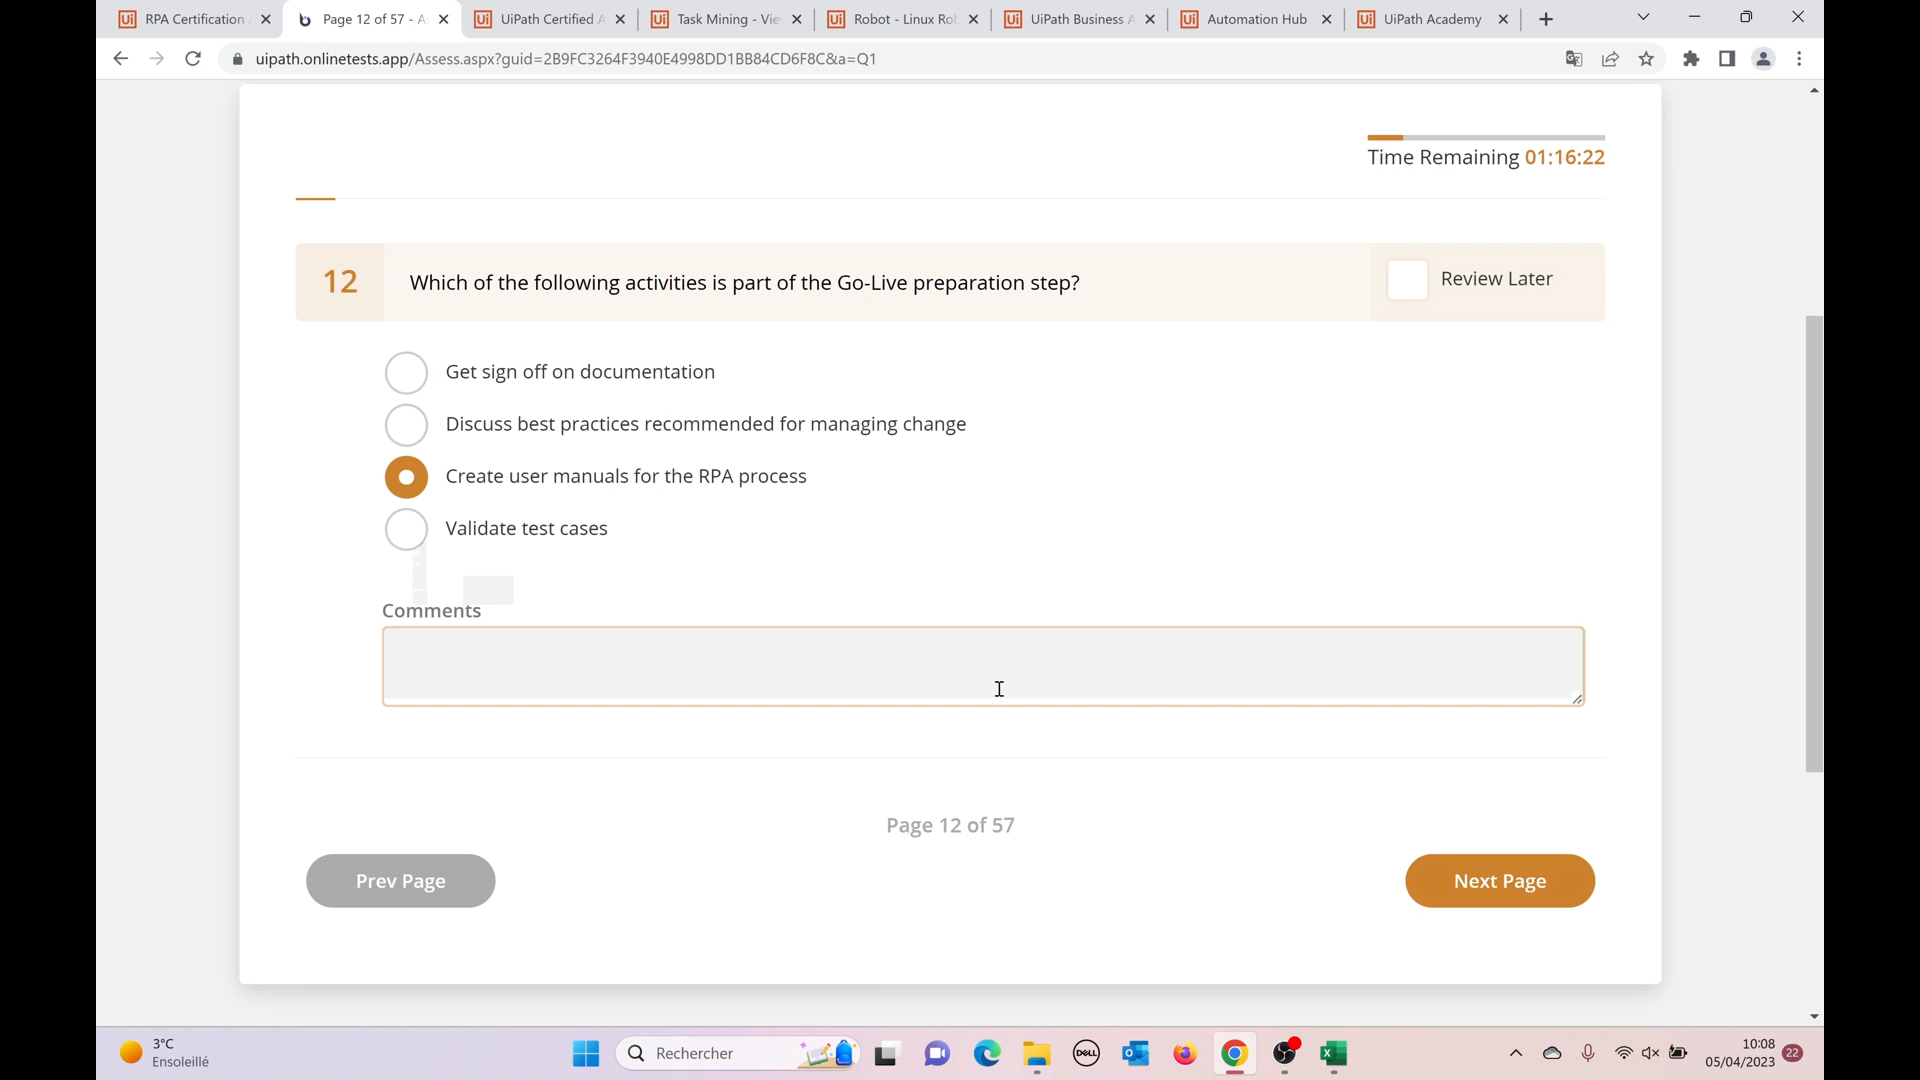 RPA Certification
Page 12 of 57 - A
UiPath Certified A
Task Mining - Vie
Robot - Linux Ro
UiPath Business A
Automation Hub
UiPath Academy
uipath.onlinetests.app/Assess.aspx?guid=2B9FC3264F3940E4998DD1BB84CD6F8C&a=Q1
Time Remaining 01:16:22
12
Which of the following activities is part of the Go-Live preparation step?
Review Later
Get sign off on documentation
Discuss best practices recommended for managing change
Create user manuals for the RPA process
Validate test cases
Comments
Page 12 of 57
Prev Page
Next Page
3°C
Ensoleillé
Rechercher
DELL
10:08
05/04/2023
22